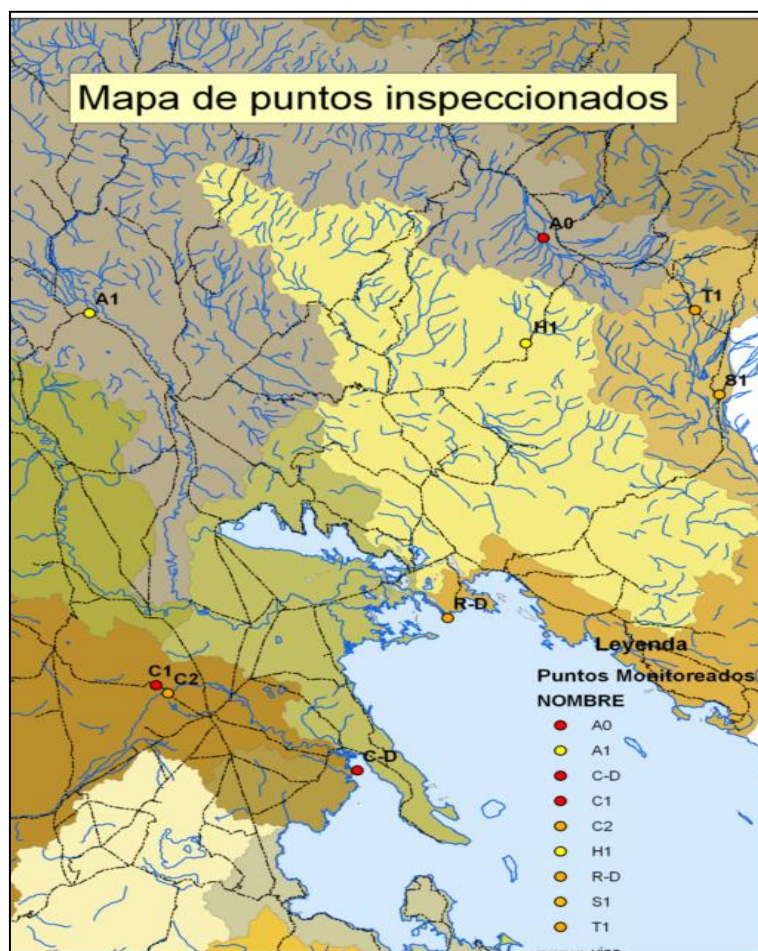 Mapa de puntos inspeccionados
A0
A1
T1
H1
S1
R-D
C1
C2
C-D
Leyenda
Puntos Monitoreados
NOMBRE
A0
A1
C-D
C1
C2
H1
R-D
S1
T1